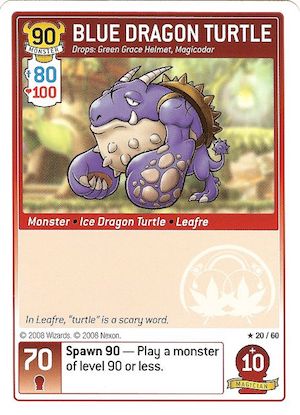 90
MONSTER
BLUE DRAGON TURTLE
Drops: Green Grace Helmet, Magicodar
80
100
Monster • Ice Dragon Turtle • Leafre
In Leafre, "turtle" is a scary word.
© 2008 Wizards. © 2008 Nexon.
★ 20 / 60
70
Spawn 90 — Play a monster
of level 90 or less.
+
10
MAGICIAN